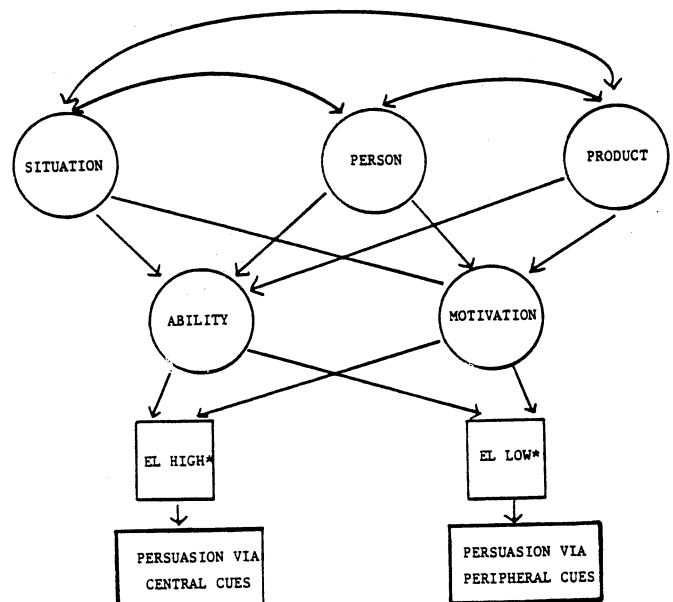 SITUATION
PERSON
PRODUCT
ABILITY
MOTIVATION
EL HIGH*
EL LOW*
PERSUASION VIA
CENTRAL CUES
PERSUASION VIA
PERIPHERAL CUES